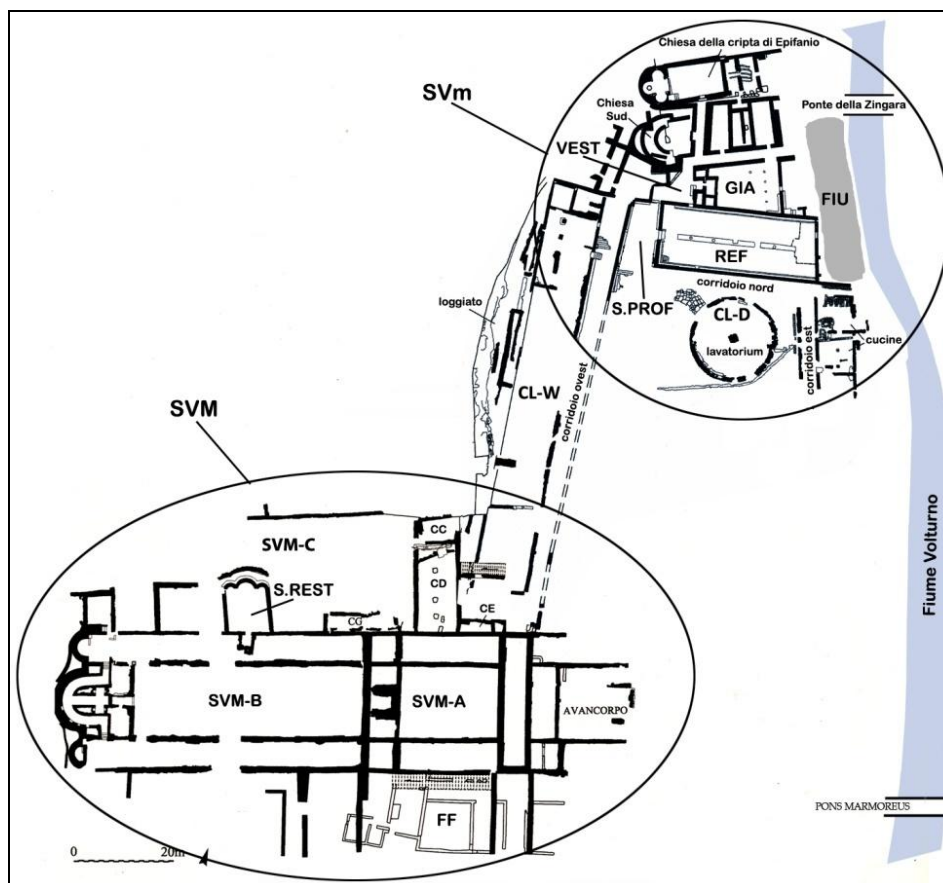 Chiesa della cripta di Epifanio
SVm
Chiesa
Sud
Ponte della Zingara
VEST
GIA
FIU
REF
corridoio nord
S.PROF
loggiato
CL-D
lavatorium
corridoio est
cucine
CL-W
corridoio ovest
SVM
Fiume Volturno
CC
SVM-C
CD
S.REST
CE
CG
8
SVM-B
SVM-A
AVANCORPO
PONS MARMOREUS
FF
0 20m